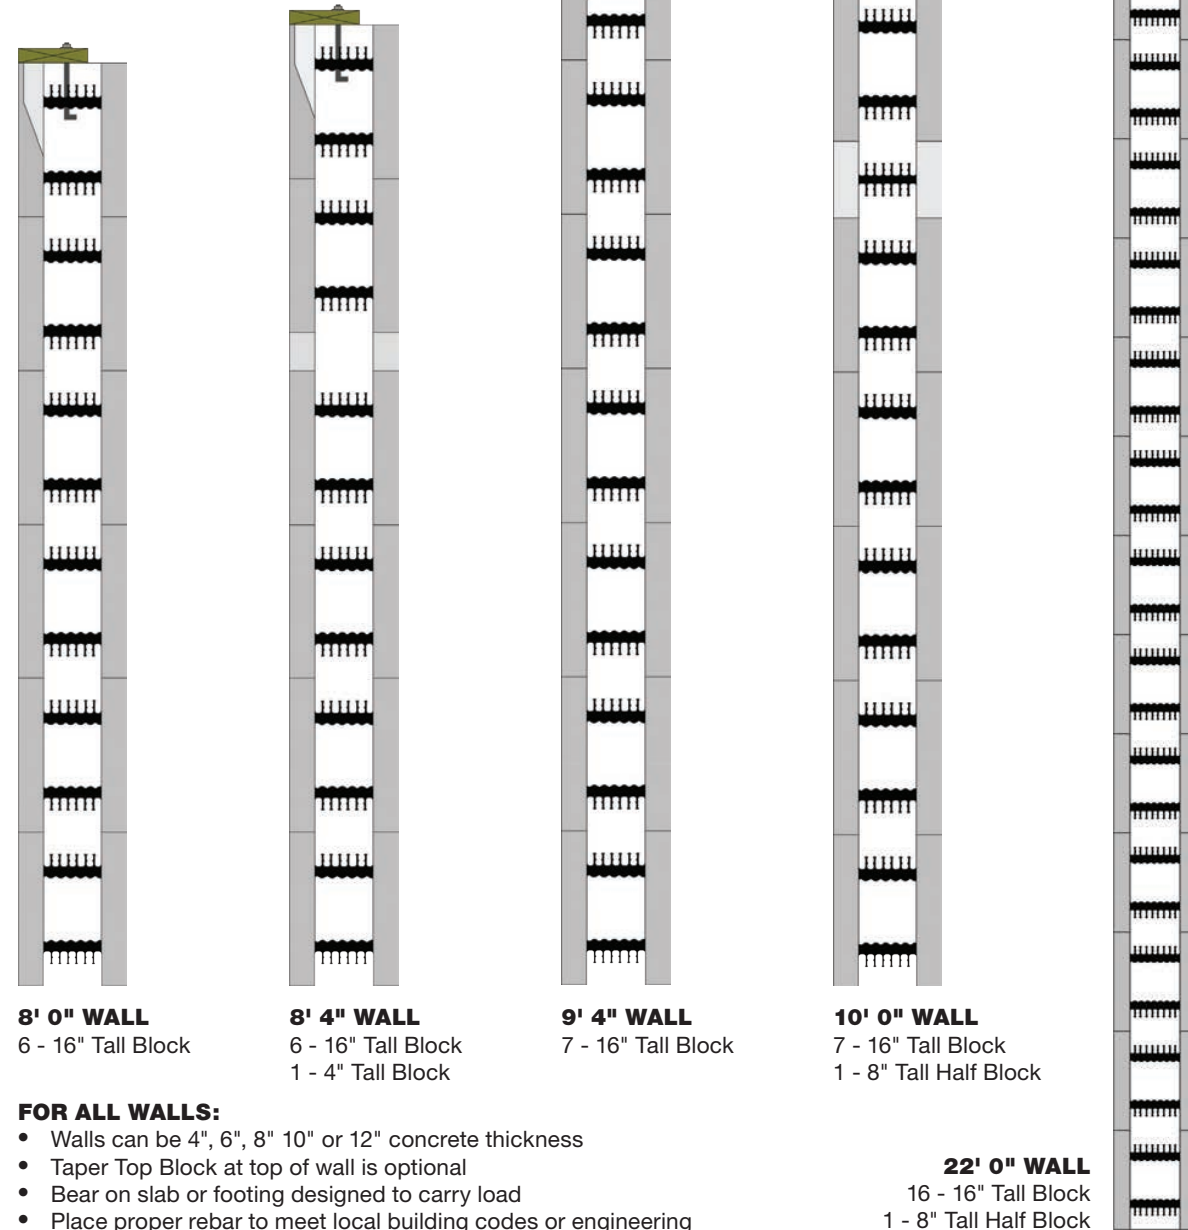 8' 0" WALL
6 - 16" Tall Block
8' 4" WALL
6 - 16" Tall Block
1 - 4" Tall Block
9' 4" WALL
7 - 16" Tall Block
10' 0" WALL
7 - 16" Tall Block
1 - 8" Tall Half Block
FOR ALL WALLS:
• Walls can be 4", 6", 8" 10" or 12" concrete thickness
• Taper Top Block at top of wall is optional
• Bear on slab or footing designed to carry load
• Place proper rebar to meet local building codes or engineering
22' 0" WALL
16 - 16" Tall Block
1 - 8" Tall Half Block